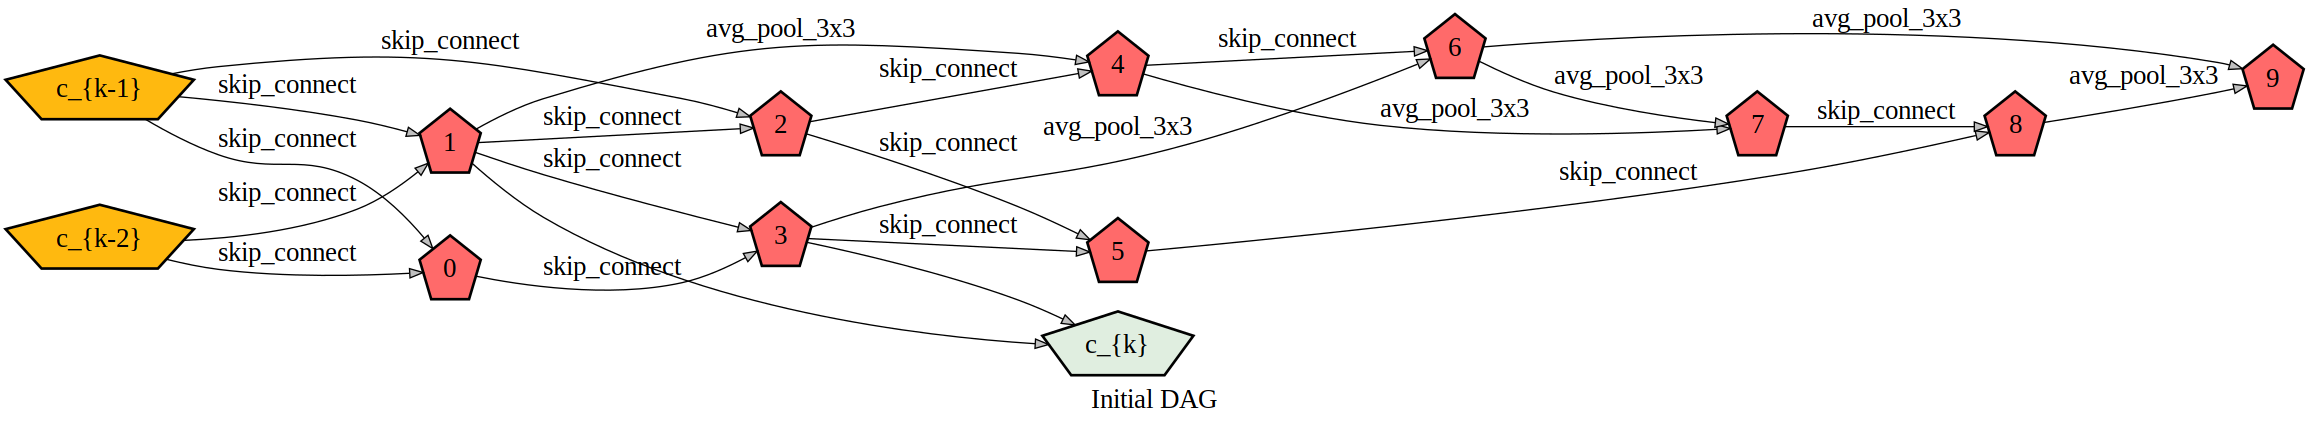 avg_pool_3x3
avg_pool_3x3
skip_connect
skip_connect
6
4
skip_connect
avg_pool_3x3
avg_pool_3x3
9
c_{k-1}
skip_connect
avg_pool_3x3
skip_connect
skip_connect
2
avg_pool_3x3
7
8
skip_connect
1
skip_connect
skip_connect
skip_connect
skip_connect
skip_connect
3
c_{k-2}
5
skip_connect
0
skip_connect
c_{k}
Initial DAG